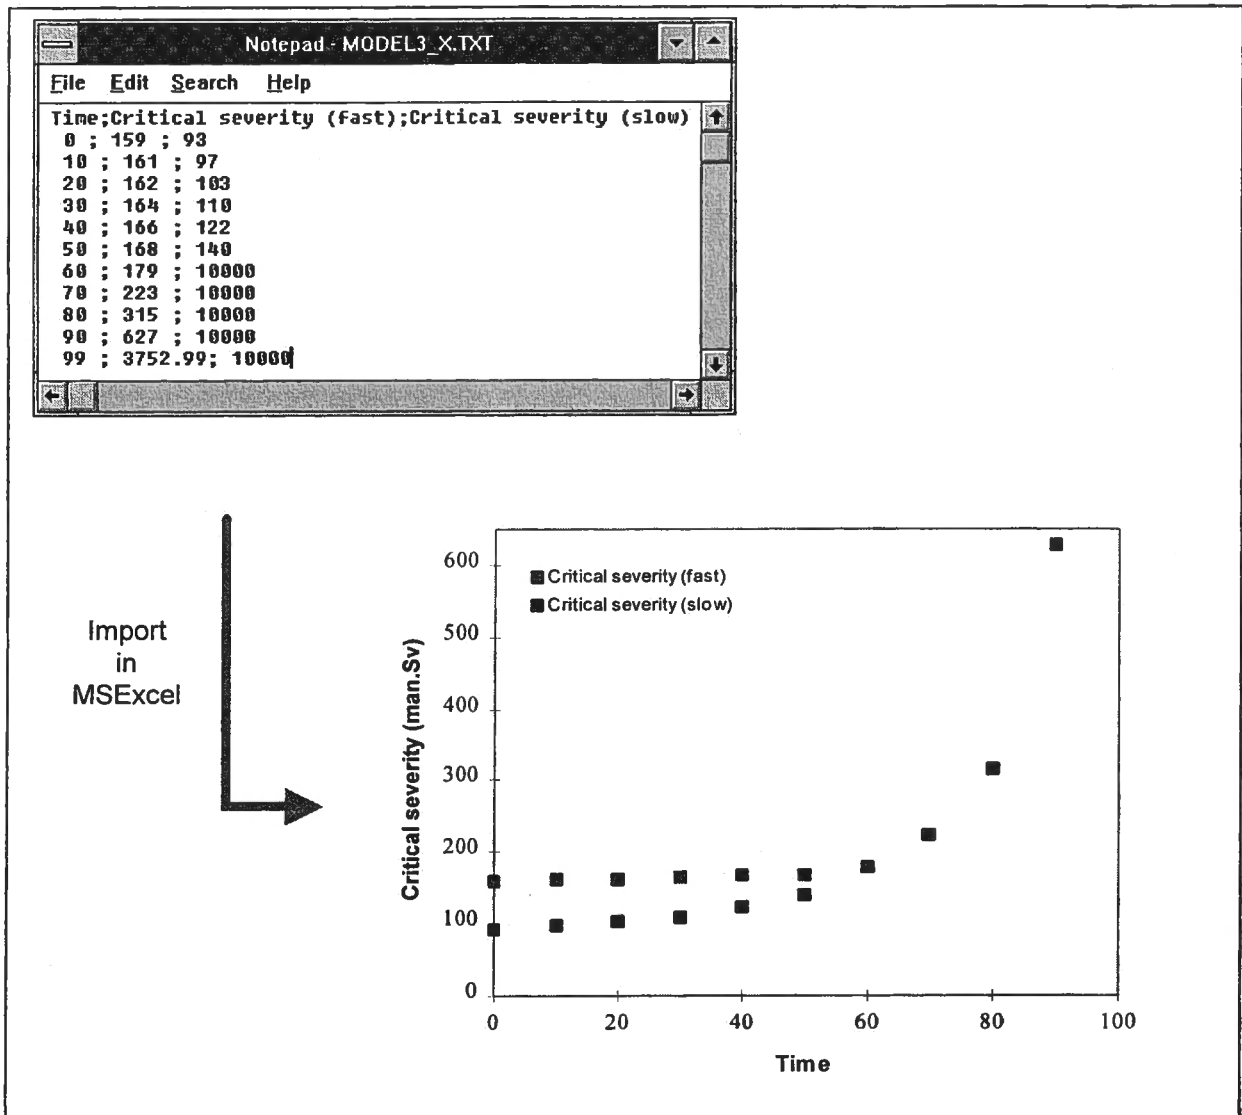 Notepad - MODEL3_X.TXT
File Edit Search Help
Time;Critical severity (fast);Critical severity (slow)
0 ; 159 ; 93
10 ; 161 ; 97
20 ; 162 ; 103
30 ; 164 ; 110
40 ; 166 ; 122
50 ; 168 ; 140
60 ; 179 ; 10000
70 ; 223 ; 10000
80 ; 315 ; 10000
90 ; 627 ; 10000
99 ; 3752.99; 10000
Import
in
MSExcel
Critical severity (man.Sv)
600
500
400
300
200
100
0
Critical severity (fast)
Critical severity (slow)
0 20 40 60 80 100
Time